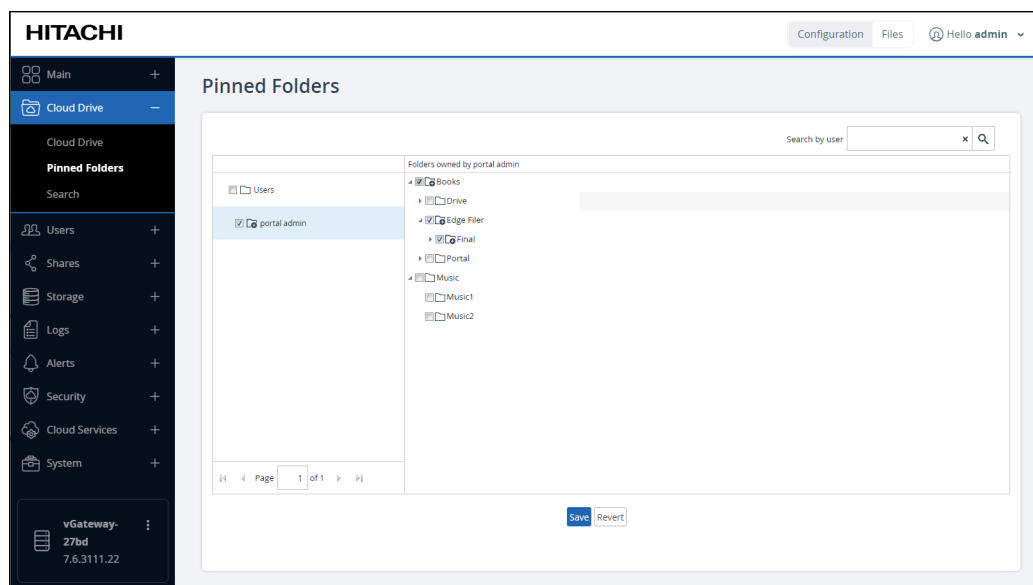 HITACHI
Configuration Files Hello admin
Main
Cloud Drive
Cloud Drive
Pinned Folders
Search
Users
Shares
Storage
Logs
Alerts
Security
Cloud Services
System
vGateway-
27bd
7.6.3111.22
Pinned Folders
Search by user
Users
portal admin
Page 1 of 1
Folders owned by portal admin
Books
Drive
Edge Filer
Final
Portal
Music
Music1
Music2
Save Revert